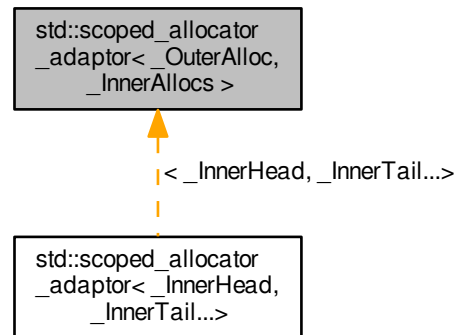 std::scoped_allocator
_adaptor< _OuterAlloc,
_InnerAllocs >
< _InnerHead, _InnerTail...>
std::scoped_allocator
_adaptor< _InnerHead,
_InnerTail...>